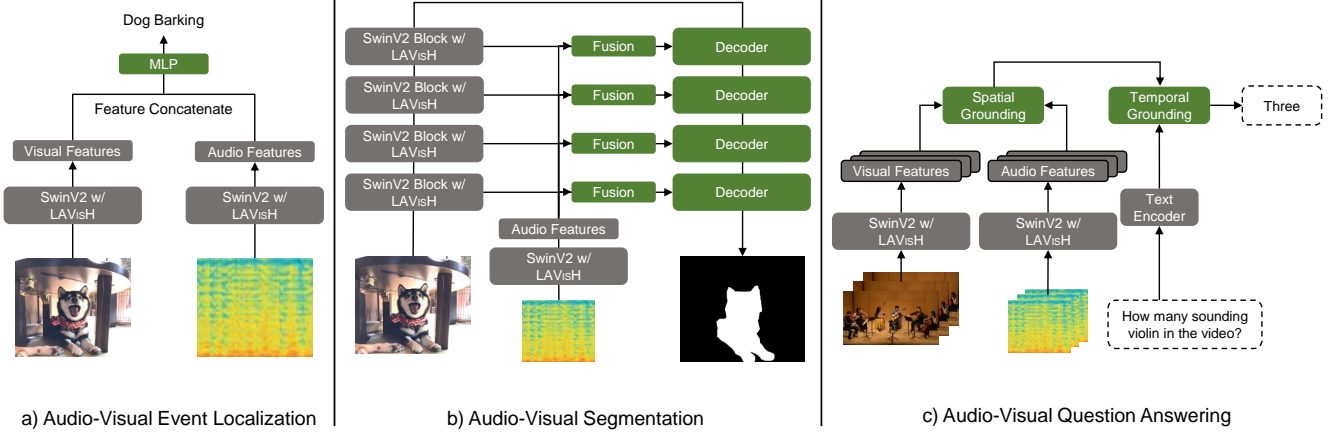 Dog Barking
MLP
Feature Concatenate
Visual Features
Audio Features
SwinV2 w/
LAVISH
SwinV2 w/
LAVISH
a) Audio-Visual Event Localization
SwinV2 Block w/
LAVISH
Fusion
Decoder
SwinV2 Block w/
LAVISH
Fusion
Decoder
SwinV2 Block w/
LAVISH
Fusion
Decoder
SwinV2 Block w/
LAVISH
Fusion
Decoder
Audio Features
SwinV2 w/
LAVISH
b) Audio-Visual Segmentation
Spatial
Grounding
Temporal
Grounding
Three
Visual Features
Audio Features
SwinV2 w/
LAVISH
SwinV2 w/
LAVISH
Text
Encoder
How many sounding
violin in the video?
c) Audio-Visual Question Answering